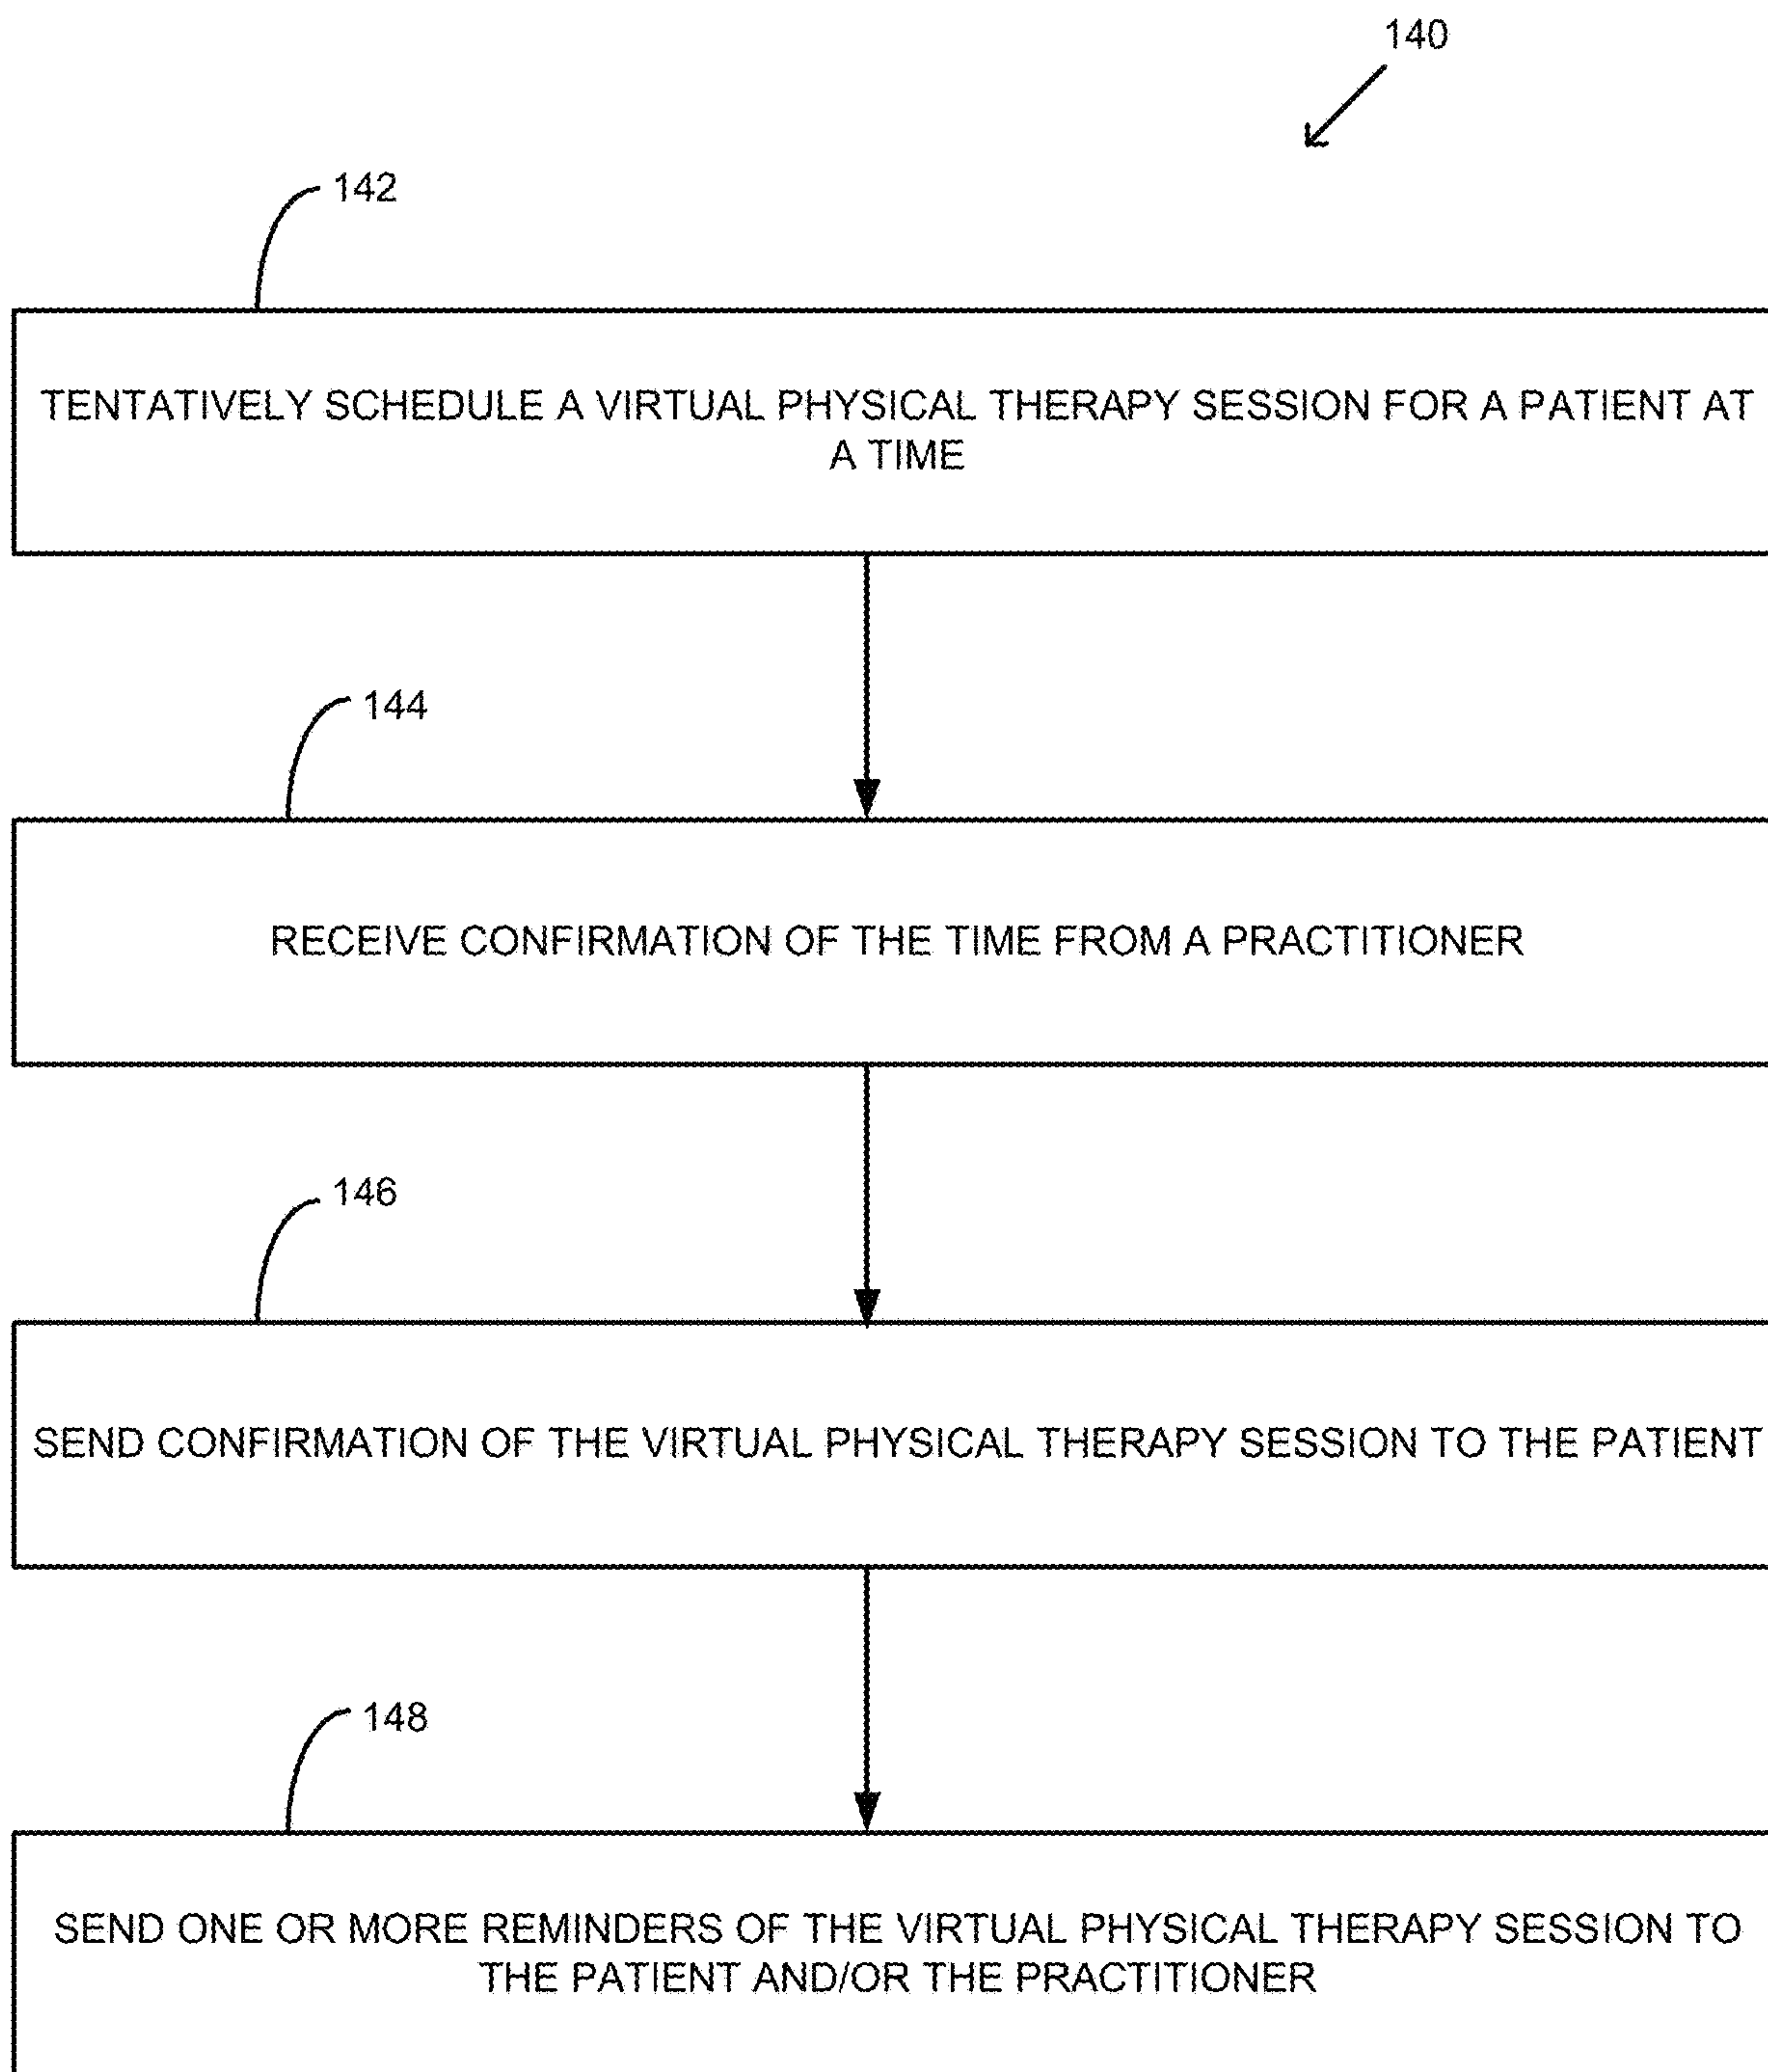 140
142
TENTATIVELY SCHEDULE A VIRTUAL PHYSICAL THERAPY SESSION FOR A PATIENT AT
A TIME
144
RECEIVE CONFIRMATION OF THE TIME FROM A PRACTITIONER
146
SEND CONFIRMATION OF THE VIRTUAL PHYSICAL THERAPY SESSION TO THE PATIENT
148
SEND ONE OR MORE REMINDERS OF THE VIRTUAL PHYSICAL THERAPY SESSION TO
THE PATIENT AND/OR THE PRACTITIONER